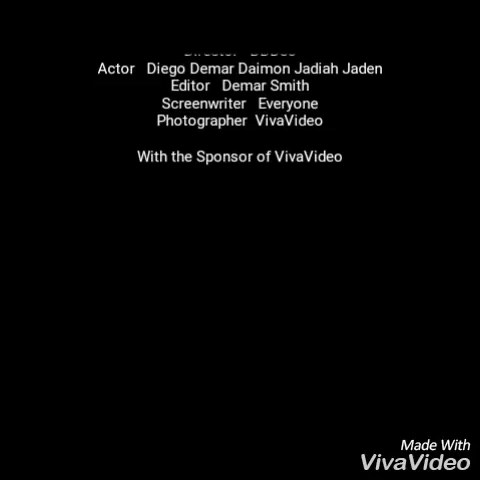 Actor Diego Demar Daimon Jadiah Jaden
Editor Demar Smith
Screenwriter Everyone
Photographer VivaVideo
With the Sponsor of VivaVideo
Made With
VivaVideo